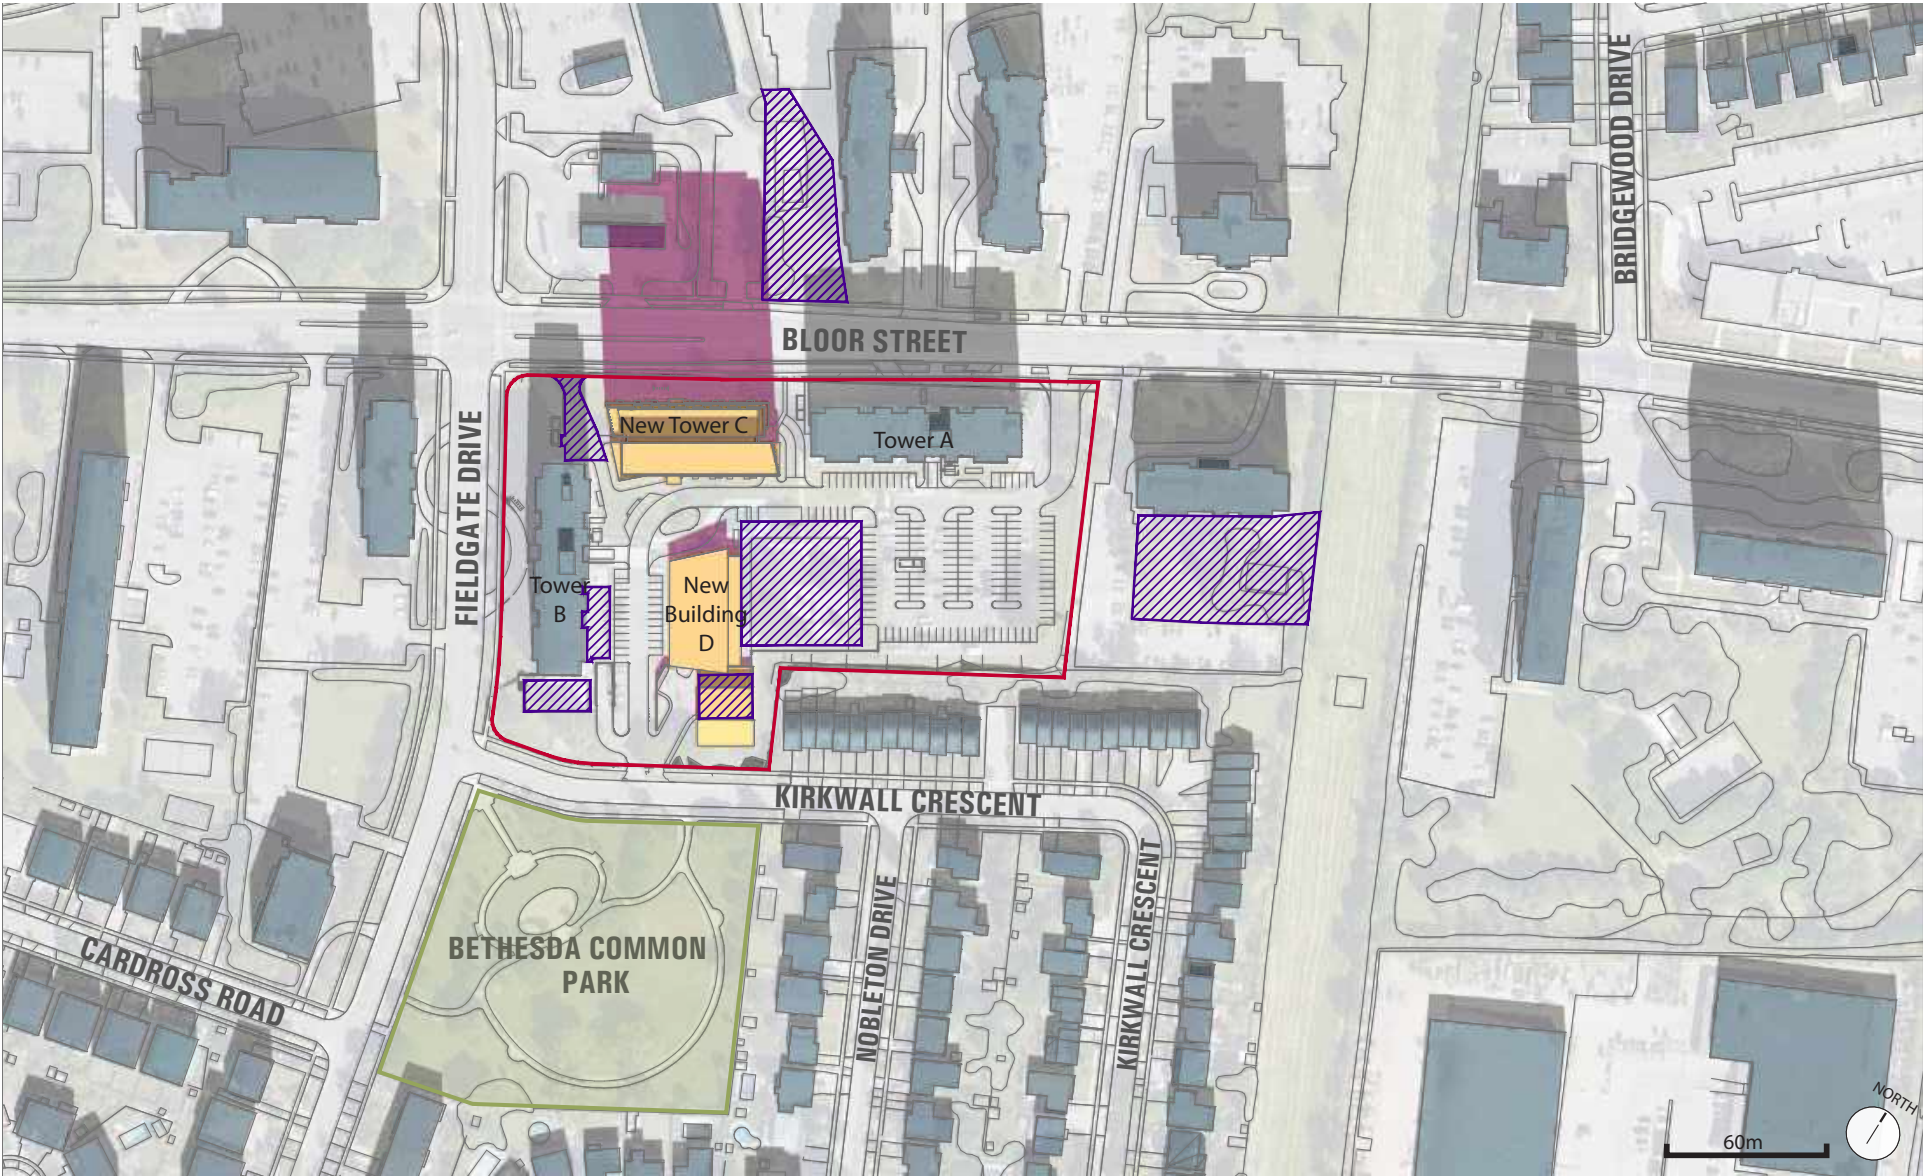 BRIDGEWOOD DRIVE
BLOOR STREET
FIELDGATE DRIVE
New Tower C
Tower A
Tower
B
New
Building
D
KIRKWALL CRESCENT
KIRKWALL CRESCENT
NOBLETON DRIVE
BETHESDA COMMON
PARK
CARDROSS ROAD
NORTH
60m